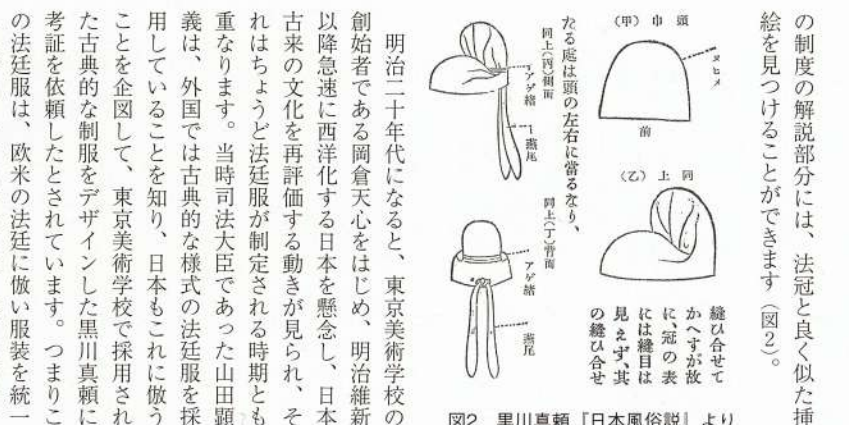 の制度の解説部分には、法冠と良く似た挿
絵を見つけることができます（図2）。
頭巾（甲）
ヌヒメ
前
同上（乙）
縫ひ合せて
かへすが故
に、冠の表
には縫目は
見えず、其
の縫ひ合せ
たる処は頭の左右に當るなり、
同上（丙）側面
アゲ緒
燕尾
同上（丁）背面
アゲ緒
燕尾
図2　黒川真頼『日本風俗説』より
明治二十年代になると、東京美術学校の
創始者である岡倉天心をはじめ、明治維新
以降急速に西洋化する日本を懸念し、日本
古来の文化を再評価する動きが見られ、そ
れはちょうど法廷服が制定される時期とも
重なります。当時司法大臣であった山田顕
義は、外国では古典的な様式の法廷服を採
用していることを知り、日本もこれに倣う
ことを企図して、東京美術学校で採用され
た古典的な制服をデザインした黒川真頼に
考証を依頼したとされています。つまりこ
の法廷服は、欧米の法廷に倣い服装を統一